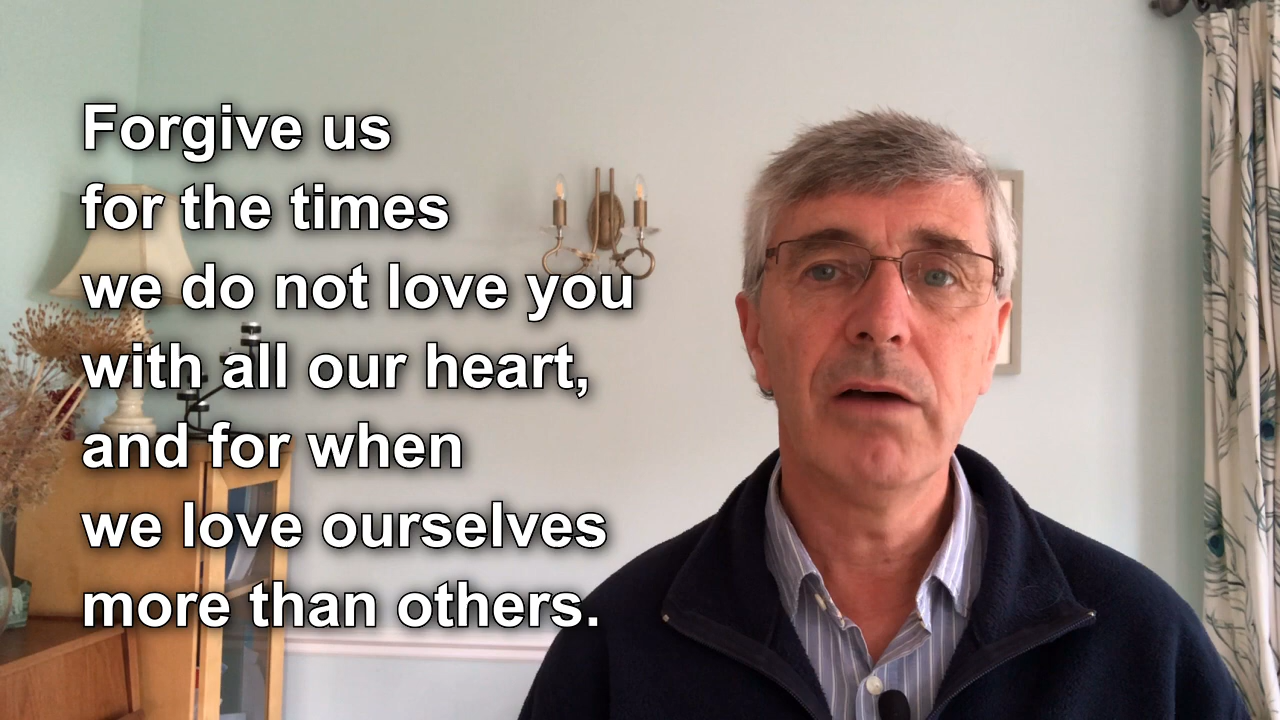 Forgive us
for the times
we do not love you
with all our heart,
and for when
we love ourselves
more than others.